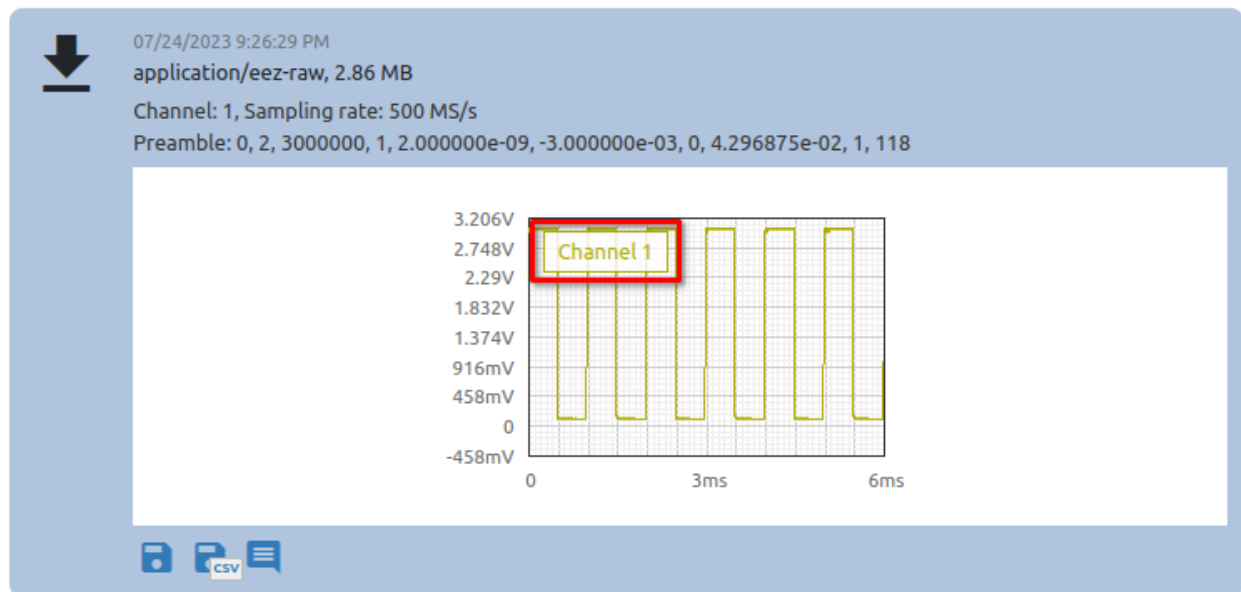 07/24/2023 9:26:29 PM
application/eez-raw, 2.86 MB
Channel: 1, Sampling rate: 500 MS/s
Preamble: 0, 2, 3000000, 1, 2.000000e-09, -3.000000e-03, 0, 4.296875e-02, 1, 118
3.206V
2.748V
Channel 1
2.29V
1.832V
1.374V
916mV
458mV
0
-458mV
0 3ms 6ms
csv